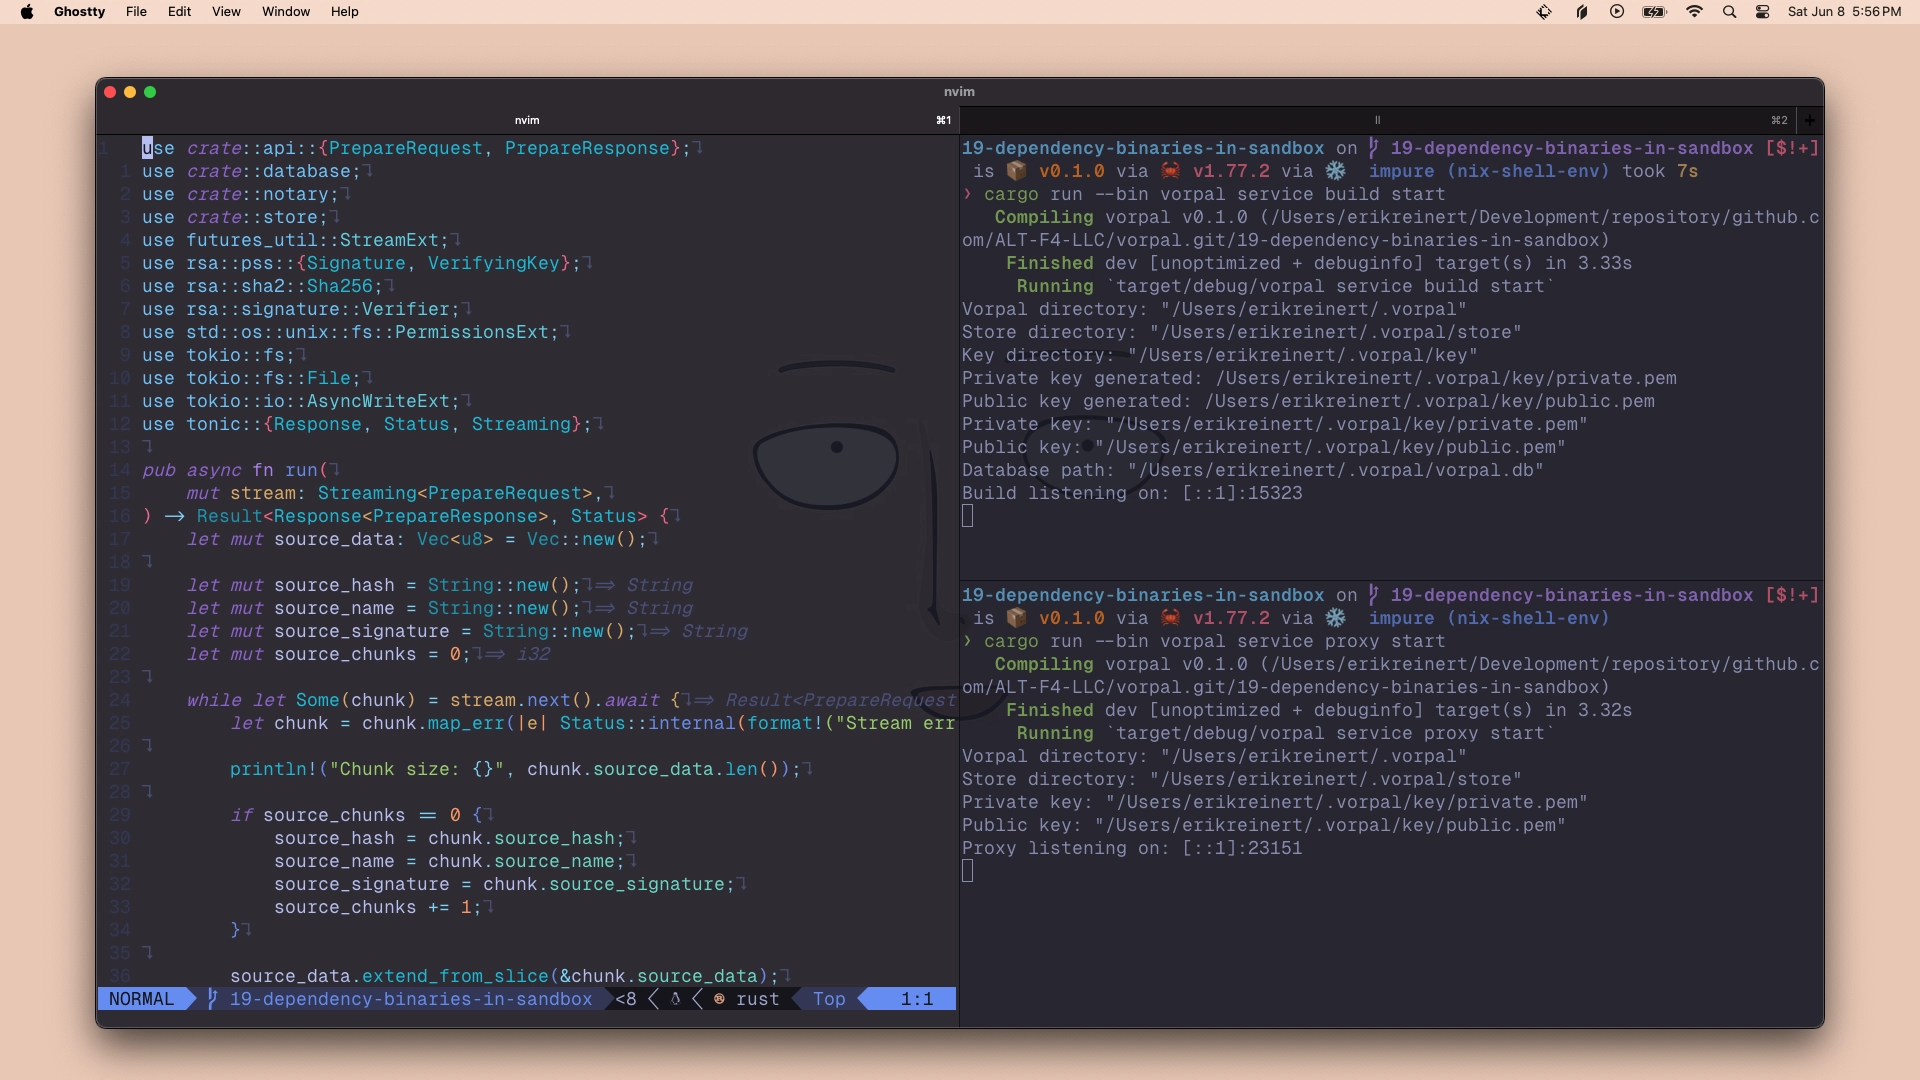 Ghostty File Edit View Window Help Sat Jun 8 5:56 PM
nvim
nvim ⌘1 ⌘2 +
1 use crate::api::{PrepareRequest, PrepareResponse};
1 use crate::database;
2 use crate::notary;
3 use crate::store;
4 use futures_util::StreamExt;
5 use rsa::pss::{Signature, VerifyingKey};
6 use rsa::sha2::Sha256;
7 use rsa::signature::Verifier;
8 use std::os::unix::fs::PermissionsExt;
9 use tokio::fs;
10 use tokio::fs::File;
11 use tokio::io::AsyncWriteExt;
12 use tonic::{Response, Status, Streaming};
13
14 pub async fn run(
15 mut stream: Streaming<PrepareRequest>,
16 ) -> Result<Response<PrepareResponse>, Status> {
17 let mut source_data: Vec<u8> = Vec::new();
18
19 let mut source_hash = String::new(); => String
20 let mut source_name = String::new(); => String
21 let mut source_signature = String::new(); => String
22 let mut source_chunks = 0; => i32
23
24 while let Some(chunk) = stream.next().await { => Result<PrepareRequest
25 let chunk = chunk.map_err(|e| Status::internal(format!("Stream err
26
27 println!("Chunk size: {}", chunk.source_data.len());
28
29 if source_chunks == 0 {
30 source_hash = chunk.source_hash;
31 source_name = chunk.source_name;
32 source_signature = chunk.source_signature;
33 source_chunks += 1;
34 }
35
36 source_data.extend_from_slice(&chunk.source_data);
NORMAL 19-dependency-binaries-in-sandbox <8 rust Top 1:1
19-dependency-binaries-in-sandbox on 19-dependency-binaries-in-sandbox [$!+]
is 📦 v0.1.0 via 🦀 v1.77.2 via ❄️ impure (nix-shell-env) took 7s
❯ cargo run --bin vorpal service build start
Compiling vorpal v0.1.0 (/Users/erikreinert/Development/repository/github.c
om/ALT-F4-LLC/vorpal.git/19-dependency-binaries-in-sandbox)
Finished dev [unoptimized + debuginfo] target(s) in 3.33s
Running `target/debug/vorpal service build start`
Vorpal directory: "/Users/erikreinert/.vorpal"
Store directory: "/Users/erikreinert/.vorpal/store"
Key directory: "/Users/erikreinert/.vorpal/key"
Private key generated: /Users/erikreinert/.vorpal/key/private.pem
Public key generated: /Users/erikreinert/.vorpal/key/public.pem
Private key: "/Users/erikreinert/.vorpal/key/private.pem"
Public key: "/Users/erikreinert/.vorpal/key/public.pem"
Database path: "/Users/erikreinert/.vorpal/vorpal.db"
Build listening on: [::1]:15323
19-dependency-binaries-in-sandbox on 19-dependency-binaries-in-sandbox [$!+]
is 📦 v0.1.0 via 🦀 v1.77.2 via ❄️ impure (nix-shell-env)
❯ cargo run --bin vorpal service proxy start
Compiling vorpal v0.1.0 (/Users/erikreinert/Development/repository/github.c
om/ALT-F4-LLC/vorpal.git/19-dependency-binaries-in-sandbox)
Finished dev [unoptimized + debuginfo] target(s) in 3.32s
Running `target/debug/vorpal service proxy start`
Vorpal directory: "/Users/erikreinert/.vorpal"
Store directory: "/Users/erikreinert/.vorpal/store"
Private key: "/Users/erikreinert/.vorpal/key/private.pem"
Public key: "/Users/erikreinert/.vorpal/key/public.pem"
Proxy listening on: [::1]:23151